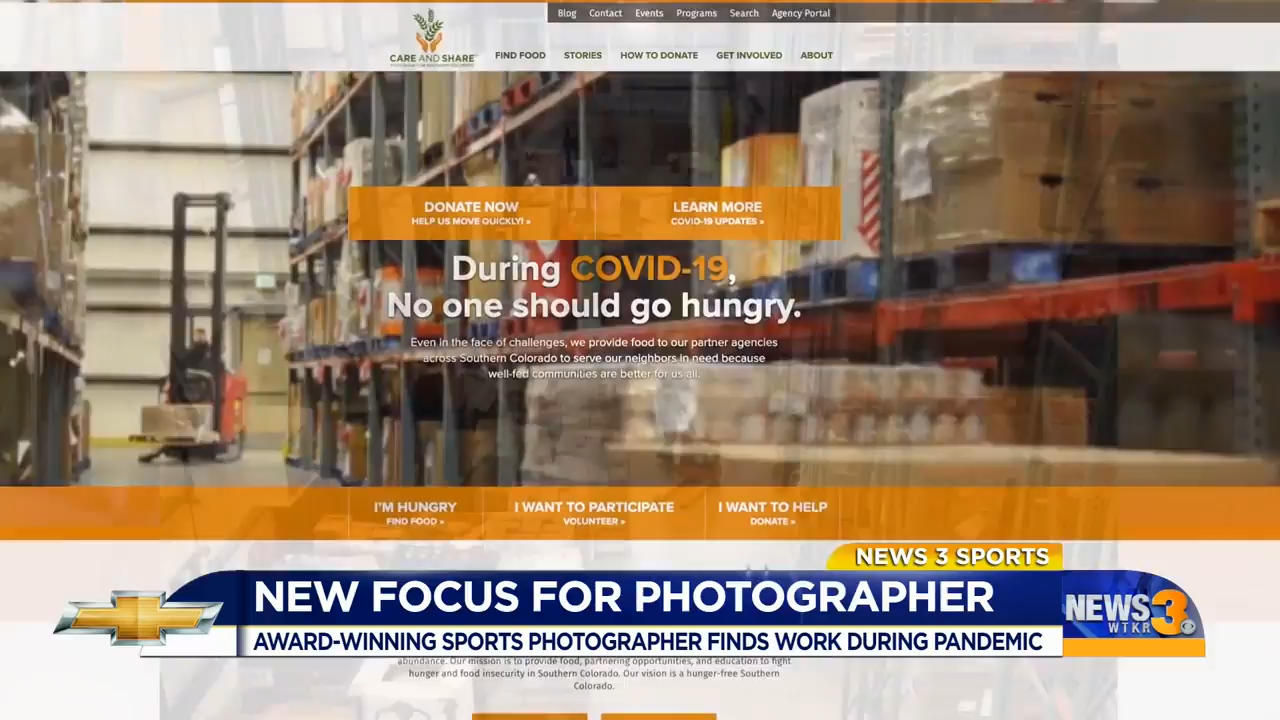 Blog Contact Events Programs Search Agency Portal
CARE AND SHARE
FIND FOOD STORIES HOW TO DONATE GET INVOLVED ABOUT
DONATE NOW
HELP US MOVE QUICKLY! »
LEARN MORE
COVID-19 UPDATES »
During COVID-19,
No one should go hungry.
Even in the face of challenges, we provide food to our partner agencies
across Southern Colorado to serve our neighbors in need because
well-fed communities are better for us all.
I'M HUNGRY
FIND FOOD »
I WANT TO PARTICIPATE
VOLUNTEER »
I WANT TO HELP
DONATE »
NEWS 3 SPORTS
NEW FOCUS FOR PHOTOGRAPHER
AWARD-WINNING SPORTS PHOTOGRAPHER FINDS WORK DURING PANDEMIC
NEWS 3
WTKR
abundance. Our mission is to provide food, partnering opportunities, and education to fight
hunger and food insecurity in Southern Colorado. Our vision is a hunger-free Southern
Colorado.